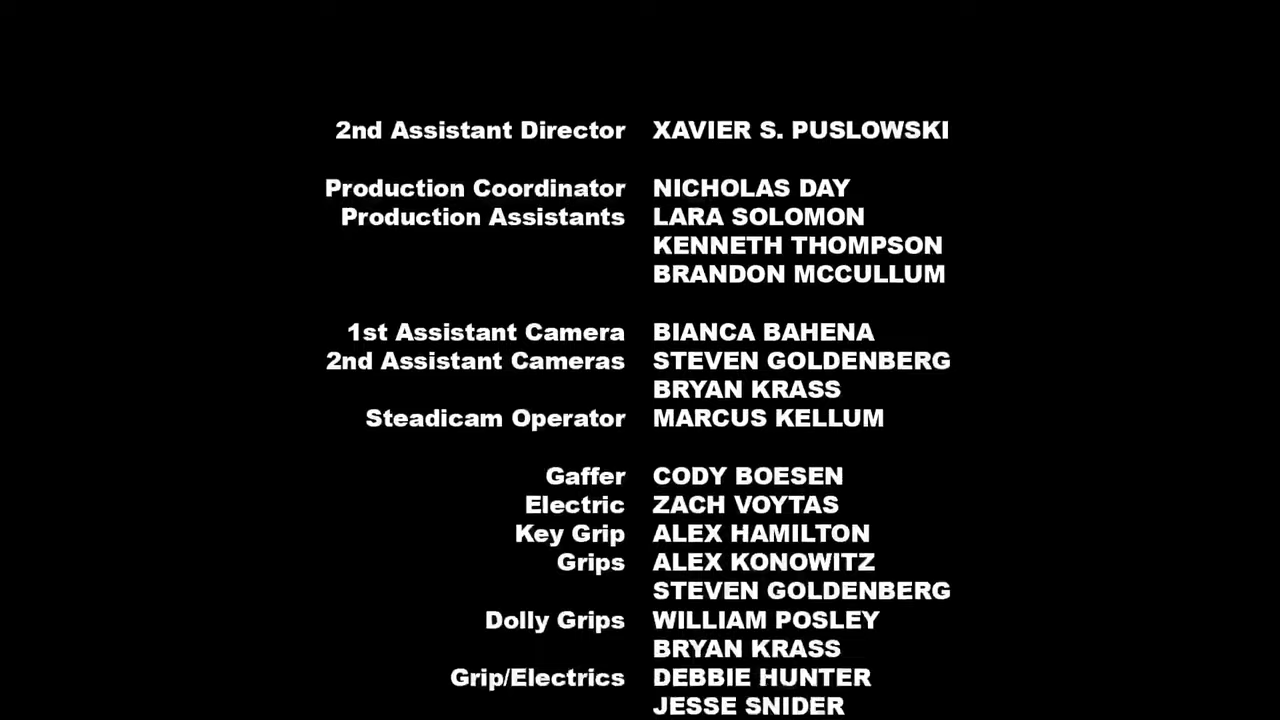 2nd Assistant Director XAVIER S. PUSLOWSKI
Production Coordinator NICHOLAS DAY
Production Assistants LARA SOLOMON
KENNETH THOMPSON
BRANDON MCCULLUM
1st Assistant Camera BIANCA BAHENA
2nd Assistant Cameras STEVEN GOLDENBERG
BRYAN KRASS
Steadicam Operator MARCUS KELLUM
Gaffer CODY BOESEN
Electric ZACH VOYTAS
Key Grip ALEX HAMILTON
Grips ALEX KONOWITZ
STEVEN GOLDENBERG
Dolly Grips WILLIAM POSLEY
BRYAN KRASS
Grip/Electrics DEBBIE HUNTER
JESSE SNIDER